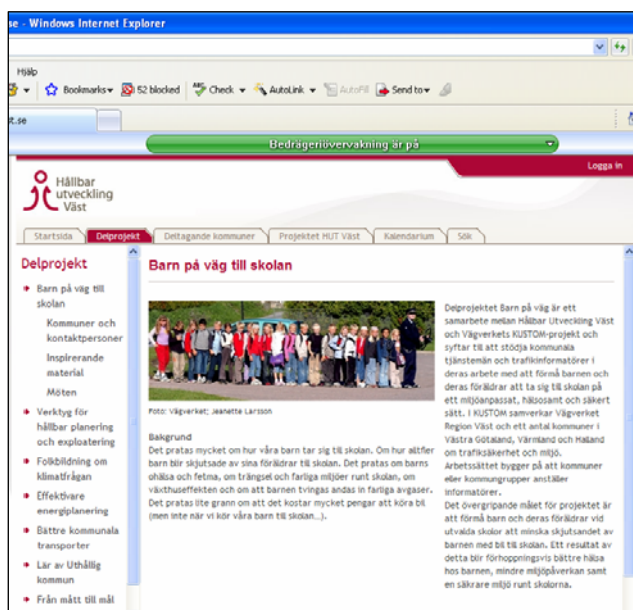 se - Windows Internet Explorer
Hjälp
Bookmarks 52 blocked Check AutoLink AutoFill Send to
st.se
Bedrägeriövervakning är på
Logga in
Hållbar
utveckling
Väst
Startsida Delprojekt Deltagande kommuner Projektet HUT Väst Kalendarium Sök
Delprojekt
Barn på väg till
skolan
Kommuner och
kontaktpersoner
Inspirerande
material
Möten
Verktyg för
hållbar planering
och exploatering
Folkbildning om
klimatfrågan
Effektivare
energiplanering
Bättre kommunala
transporter
Lär av Uthållig
kommun
Från mått till mål
Barn på väg till skolan
Foto: Vägverket; Jeanette Larsson
Bakgrund
Det pratas mycket om hur våra barn tar sig till skolan. Om hur alltfler
barn blir skjutsade av sina föräldrar till skolan. Det pratas om barns
ohälsa och fetma, om trängsel och farliga miljöer runt skolan, om
växthuseffekten och om att barnen tvingas andas in farliga avgaser.
Det pratas lite grann om att det kostar mycket pengar att köra bil
(men inte när vi kör våra barn till skolan...).
Delprojektet Barn på väg är ett
samarbete mellan Hållbar Utveckling Väst
och Vägverkets KUSTOM-projekt och
syftar till att stödja kommunala
tjänstemän och trafikinformatörer i
deras arbete med att förmå barnen och
deras föräldrar att ta sig till skolan på
ett miljöanpassat, hälsosamt och säkert
sätt. I KUSTOM samverkar Vägverket
Region Väst och ett antal kommuner i
Västra Götaland, Värmland och Halland
om trafiksäkerhet och miljö.
Arbetssättet bygger på att kommuner
eller kommungrupper anställer
informatörer.
Det övergripande målet för projektet är
att förmå barn och deras föräldrar vid
utvalda skolor att minska skjutsandet av
barnen med bil till skolan. Ett resultat av
detta blir förhoppningsvis bättre hälsa
hos barnen, mindre miljöpåverkan samt
en säkrare miljö runt skolorna.